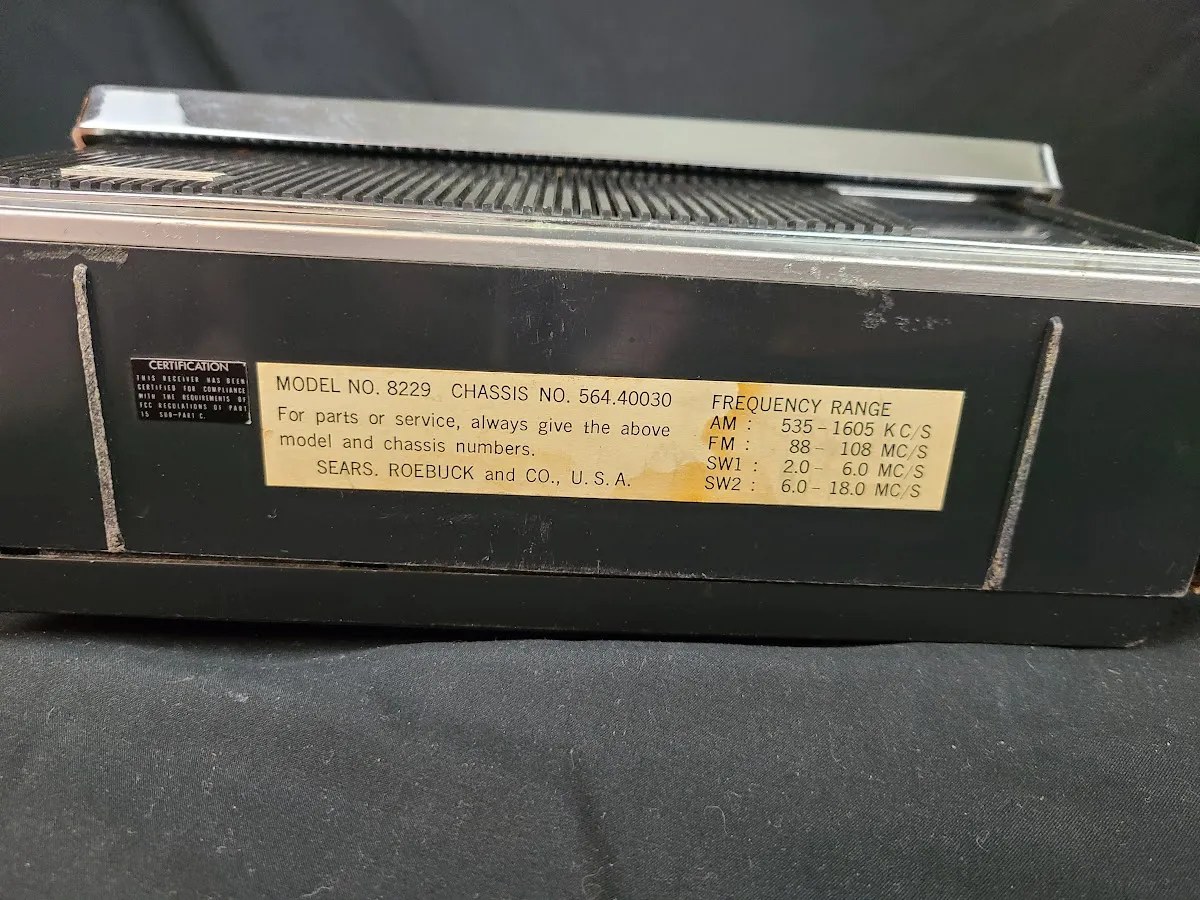 CERTIFICATION
THIS RECEIVER HAS BEEN
CERTIFIED FOR COMPLIANCE
WITH THE REQUIREMENTS OF
FCC REGULATIONS OF PART
15 SUB-PART C.
MODEL NO. 8229 CHASSIS NO. 564.40030
For parts or service, always give the above
model and chassis numbers.
SEARS. ROEBUCK and CO., U. S. A.
FREQUENCY RANGE
AM : 535-1605 KC/S
FM : 88- 108 MC/S
SW1 : 2.0- 6.0 MC/S
SW2 : 6.0-18.0 MC/S